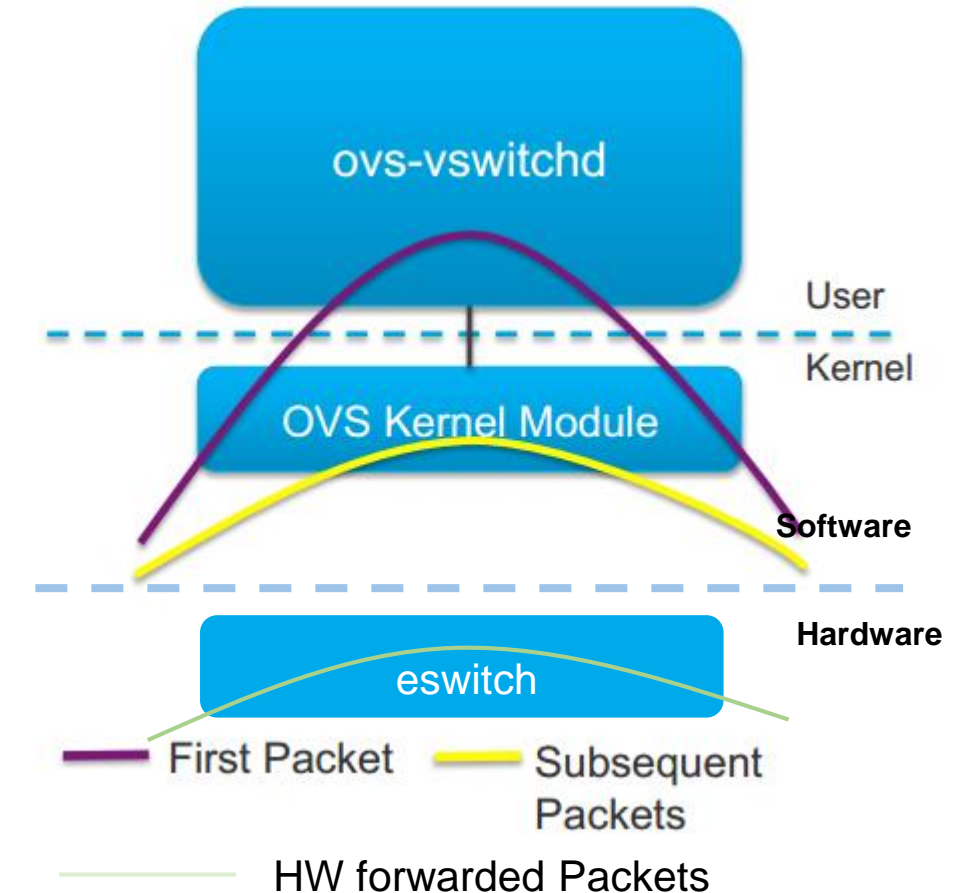 ovs-vswitchd
User
Kernel
OVS Kernel Module
Software
Hardware
eswitch
First Packet
Subsequent
Packets
HW forwarded Packets